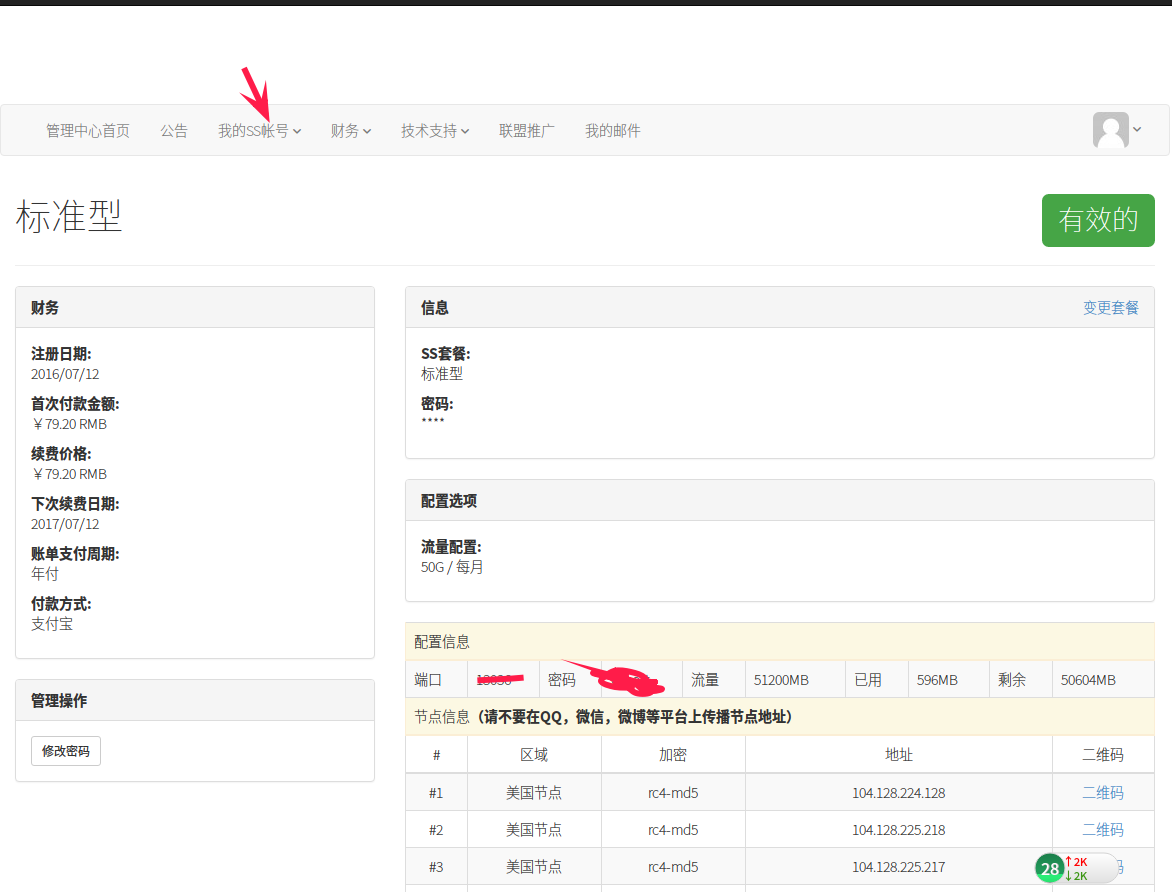 管理中心首页 公告 我的SS帐号 财务 技术支持 联盟推广 我的邮件
标准型
有效的
财务
注册日期:
2016/07/12
首次付款金额:
￥79.20 RMB
续费价格:
￥79.20 RMB
下次续费日期:
2017/07/12
账单支付周期:
年付
付款方式:
支付宝
管理操作
修改密码
信息 变更套餐
SS套餐:
标准型
密码:
****
配置选项
流量配置:
50G / 每月
配置信息
端口 密码 流量 51200MB 已用 596MB 剩余 50604MB
节点信息（请不要在QQ，微信，微博等平台上传播节点地址）
# 区域 加密 地址 二维码
#1 美国节点 rc4-md5 104.128.224.128 二维码
#2 美国节点 rc4-md5 104.128.225.218 二维码
#3 美国节点 rc4-md5 104.128.225.217
28 ↑2K
↓2K